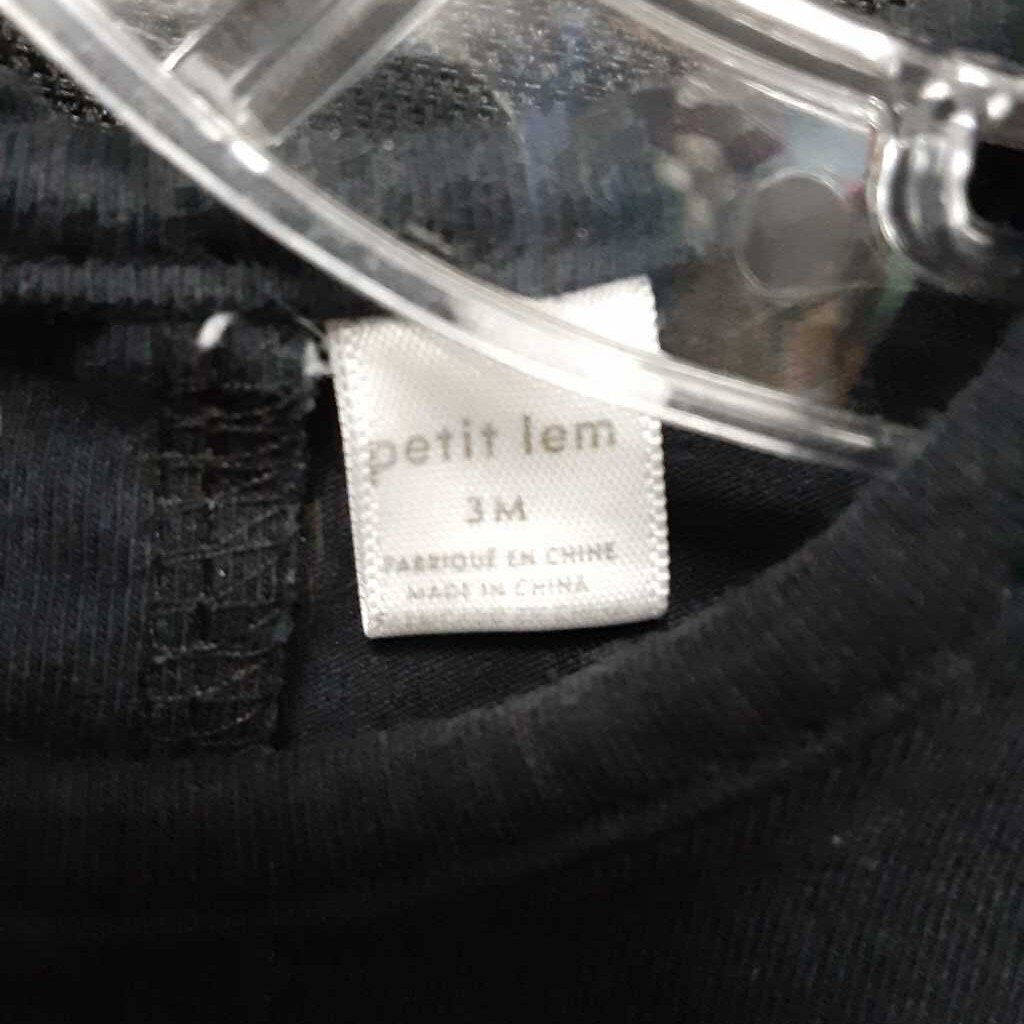 petit lem
3M
FABRIQUÉ EN CHINE
MADE IN CHINA